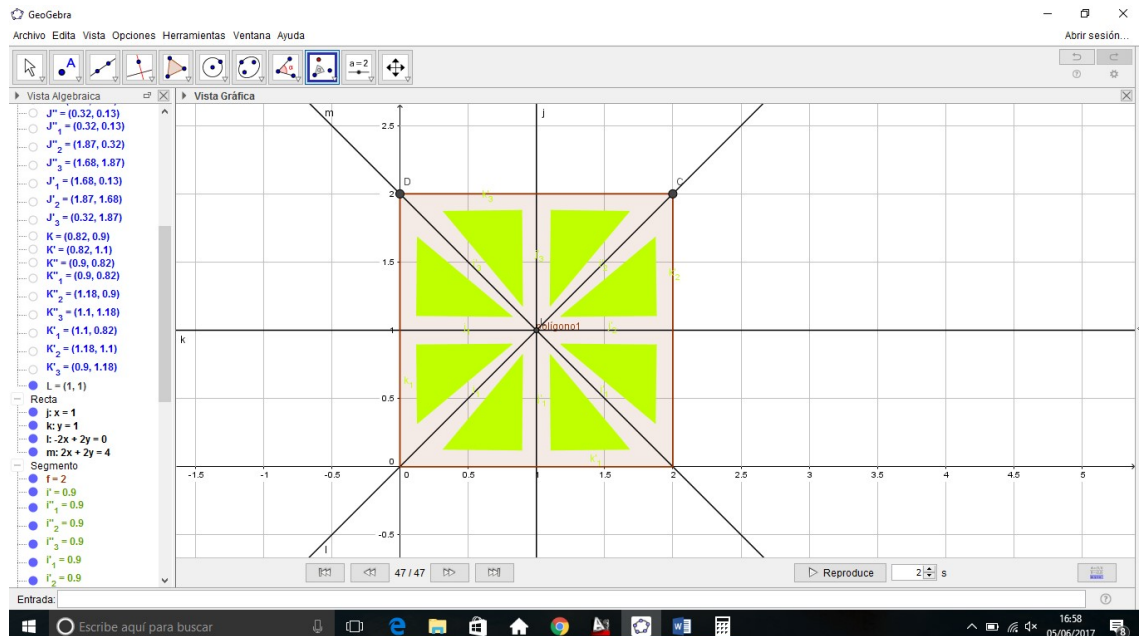 GeoGebra
Archivo Edita Vista Opciones Herramientas Ventana Ayuda
Abrir sesión...
a=2
Vista Algebraica
Vista Gráfica
J" = (0.32, 0.13)
J"1 = (0.32, 0.13)
J"2 = (1.87, 0.32)
J"3 = (1.68, 1.87)
J'1 = (1.68, 0.13)
J'2 = (1.87, 1.68)
J'3 = (0.32, 1.87)
K = (0.82, 0.9)
K' = (0.82, 1.1)
K" = (0.9, 0.82)
K"1 = (0.9, 0.82)
K"2 = (1.18, 0.9)
K"3 = (1.1, 1.18)
K'1 = (1.1, 0.82)
K'2 = (1.18, 1.1)
K'3 = (0.9, 1.18)
L = (1, 1)
Recta
j: x = 1
k: y = 1
l: -2x + 2y = 0
m: 2x + 2y = 4
Segmento
f = 2
i' = 0.9
i"1 = 0.9
i"2 = 0.9
i"3 = 0.9
i'1 = 0.9
i'2 = 0.9
m
j
2.5
D
C
2
1.5
1
polígono1
k
0.5
0
-1.5 -1 -0.5 0 0.5 1 1.5 2 2.5 3 3.5 4 4.5 5
-0.5
l
47 / 47
Reproduce
2 s
Entrada:
Escribe aquí para buscar
16:58
05/06/2017
8